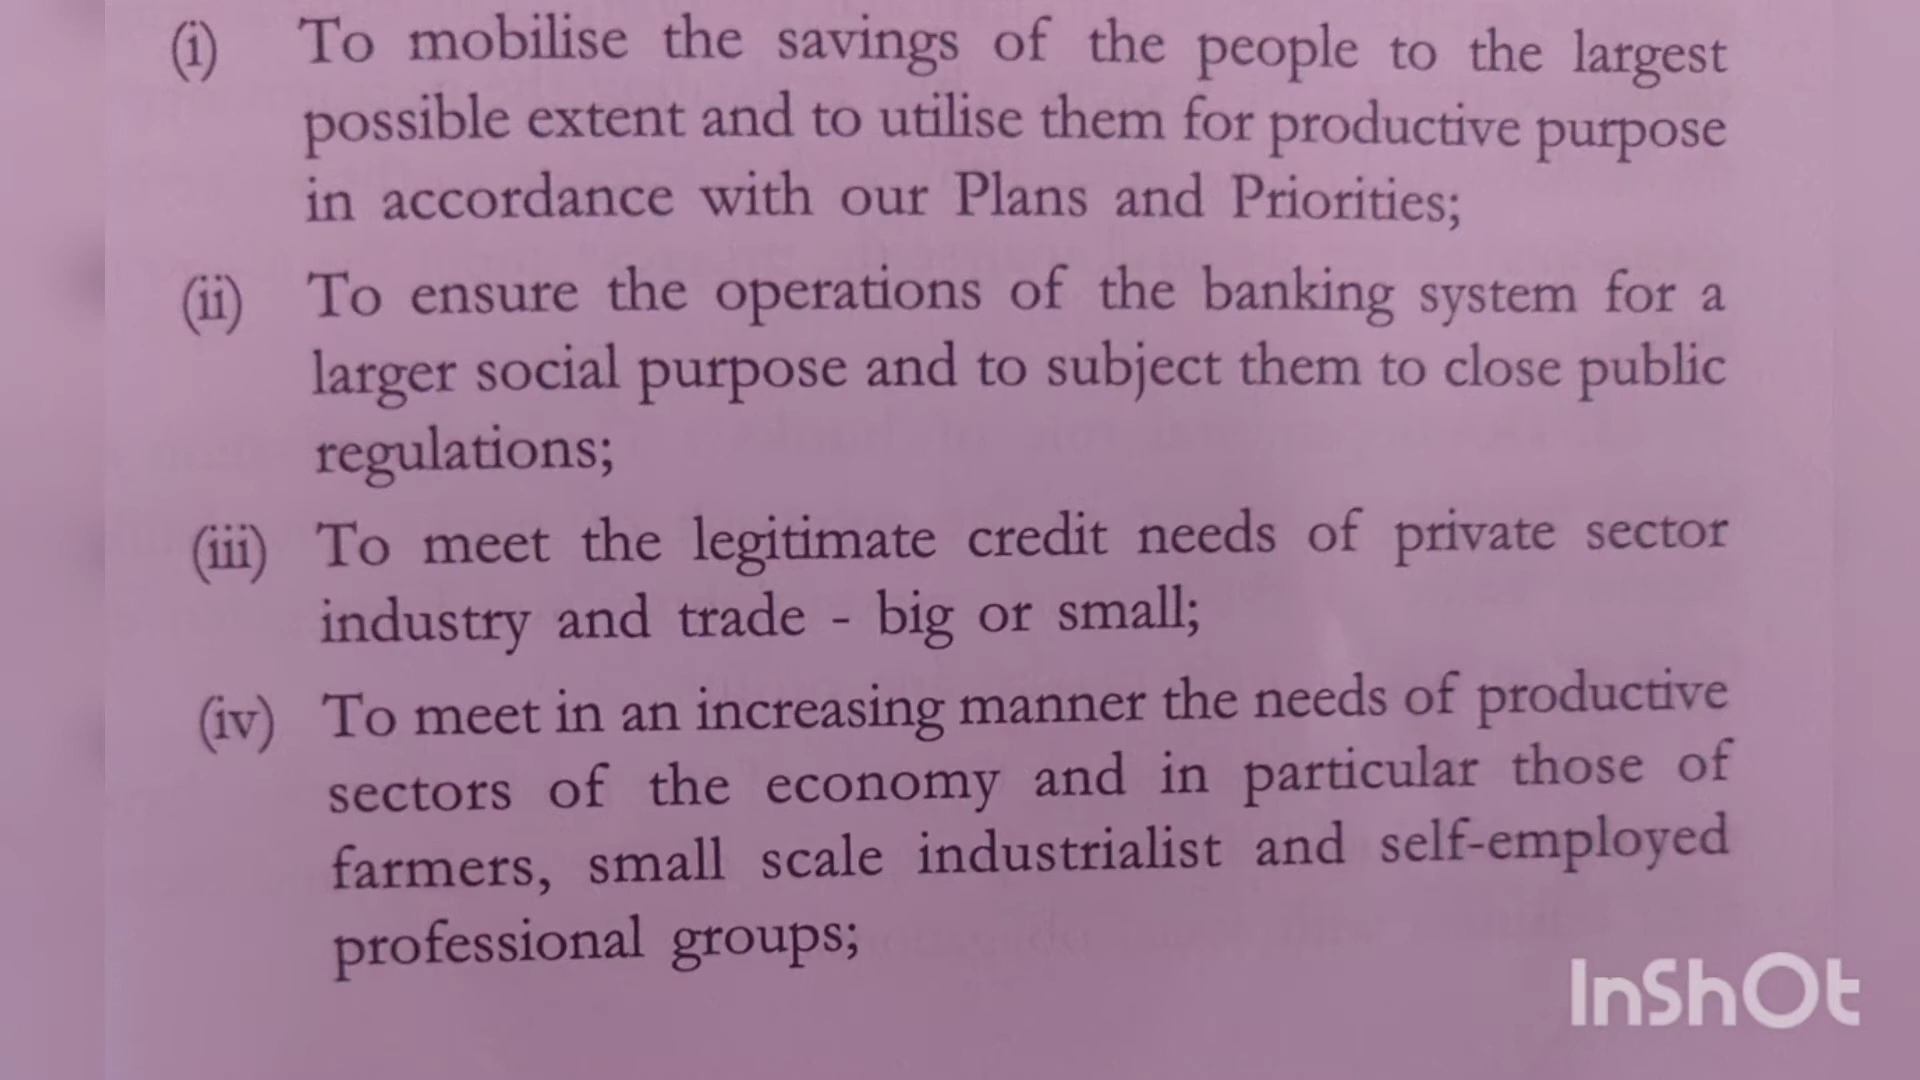 (i) To mobilise the savings of the people to the largest
possible extent and to utilise them for productive purpose
in accordance with our Plans and Priorities;
(ii) To ensure the operations of the banking system for a
larger social purpose and to subject them to close public
regulations;
(iii) To meet the legitimate credit needs of private sector
industry and trade - big or small;
(iv) To meet in an increasing manner the needs of productive
sectors of the economy and in particular those of
farmers, small scale industrialist and self-employed
professional groups;
InShOt